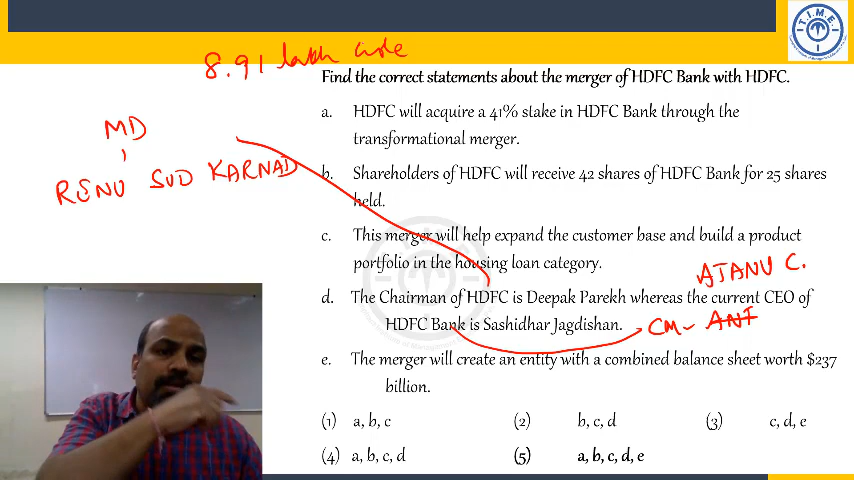 T.I.M.E.
8.91 lakh crore
Find the correct statements about the merger of HDFC Bank with HDFC.
MD
RENU SUD KARNAD
a. HDFC will acquire a 41% stake in HDFC Bank through the
transformational merger.
b. Shareholders of HDFC will receive 42 shares of HDFC Bank for 25 shares
held.
c. This merger will help expand the customer base and build a product
portfolio in the housing loan category.
ATANU C.
d. The Chairman of HDFC is Deepak Parekh whereas the current CEO of
HDFC Bank is Sashidhar Jagdishan.
CM -
e. The merger will create an entity with a combined balance sheet worth $237
billion.
(1) a, b, c (2) b, c, d (3) c, d, e
(4) a, b, c, d (5) a, b, c, d, e